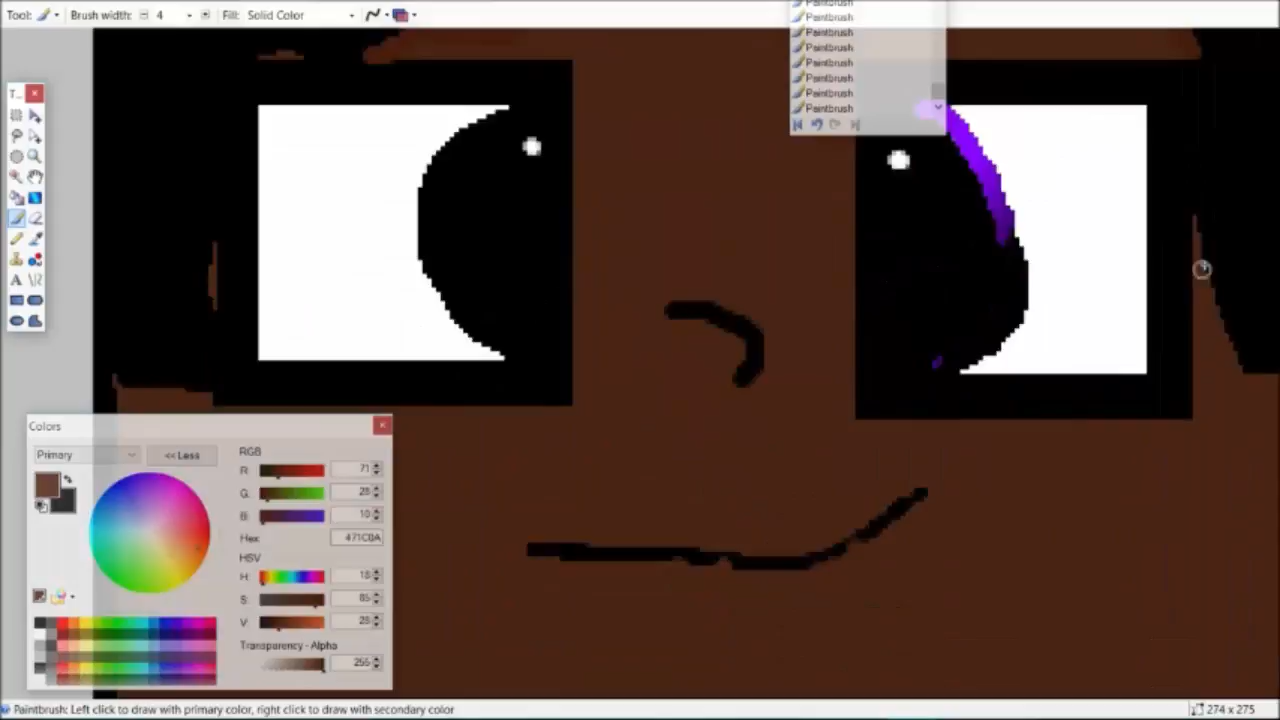 Tool:
Brush width: 4
Fill: Solid Color
Paintbrush
Paintbrush
Paintbrush
Paintbrush
Paintbrush
Paintbrush
Paintbrush
Paintbrush
T...
Colors
Primary
<< Less
RGB
R: 71
G: 28
B: 10
Hex: 471C0A
HSV
H: 18
S: 85
V: 28
Transparency - Alpha
255
Paintbrush: Left click to draw with primary color, right click to draw with secondary color
274 x 275